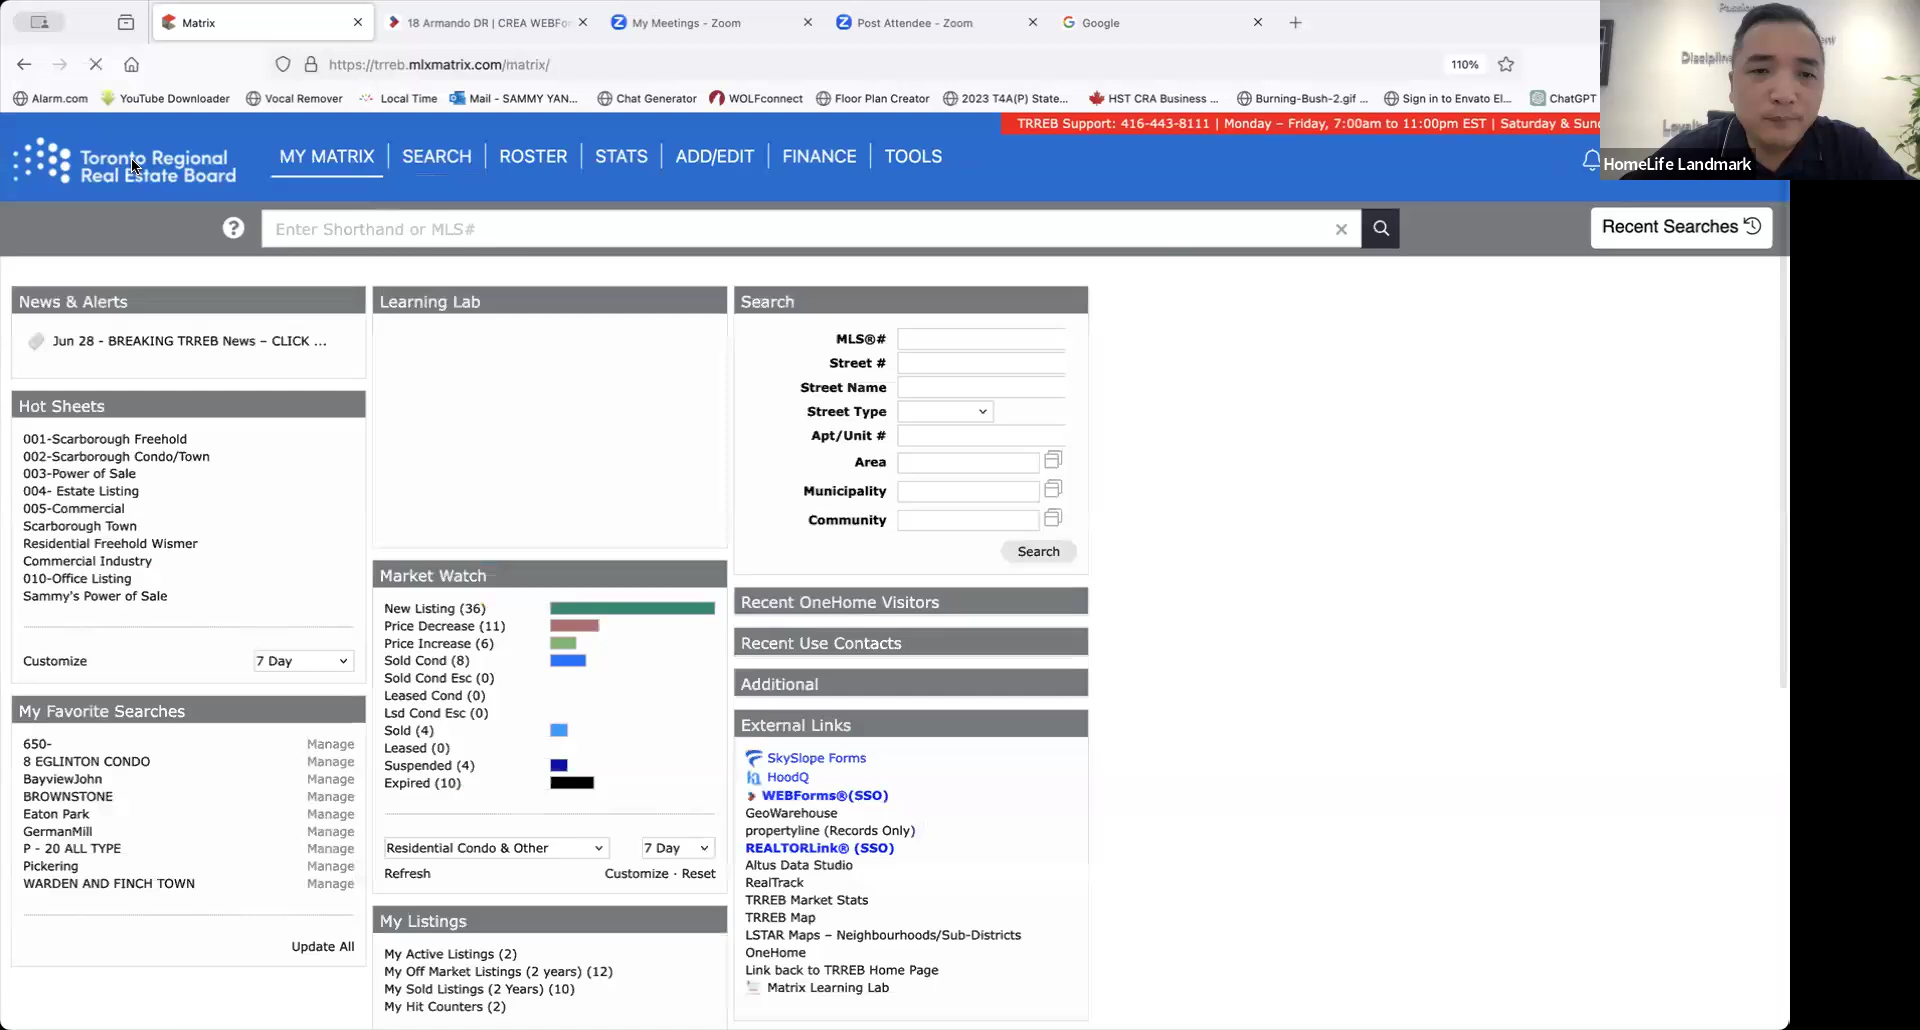 Matrix
18 Armando DR | CREA WEBFo
My Meetings - Zoom
Post Attendee - Zoom
Google
https://trreb.mlxmatrix.com/matrix/
110%
Alarm.com
YouTube Downloader
Vocal Remover
Local Time
Mail - SAMMY YAN...
Chat Generator
WOLFconnect
Floor Plan Creator
2023 T4A(P) State...
HST CRA Business ...
Burning-Bush-2.gif ...
Sign in to Envato El...
ChatGPT
TRREB Support: 416-443-8111 | Monday – Friday, 7:00am to 11:00pm EST | Saturday & Sund
HomeLife Landmark
Toronto Regional
Real Estate Board
MY MATRIX
SEARCH
ROSTER
STATS
ADD/EDIT
FINANCE
TOOLS
Enter Shorthand or MLS#
Recent Searches
News & Alerts
Jun 28 - BREAKING TRREB News – CLICK ...
Hot Sheets
001-Scarborough Freehold
002-Scarborough Condo/Town
003-Power of Sale
004- Estate Listing
005-Commercial
Scarborough Town
Residential Freehold Wismer
Commercial Industry
010-Office Listing
Sammy's Power of Sale
Customize
7 Day
My Favorite Searches
650- Manage
8 EGLINTON CONDO Manage
BayviewJohn Manage
BROWNSTONE Manage
Eaton Park Manage
GermanMill Manage
P - 20 ALL TYPE Manage
Pickering Manage
WARDEN AND FINCH TOWN Manage
Update All
Learning Lab
Market Watch
New Listing (36)
Price Decrease (11)
Price Increase (6)
Sold Cond (8)
Sold Cond Esc (0)
Leased Cond (0)
Lsd Cond Esc (0)
Sold (4)
Leased (0)
Suspended (4)
Expired (10)
Residential Condo & Other
7 Day
Refresh
Customize · Reset
My Listings
My Active Listings (2)
My Off Market Listings (2 years) (12)
My Sold Listings (2 Years) (10)
My Hit Counters (2)
Search
MLS®#
Street #
Street Name
Street Type
Apt/Unit #
Area
Municipality
Community
Search
Recent OneHome Visitors
Recent Use Contacts
Additional
External Links
SkySlope Forms
HoodQ
WEBForms®(SSO)
GeoWarehouse
propertyline (Records Only)
REALTORLink® (SSO)
Altus Data Studio
RealTrack
TRREB Market Stats
TRREB Map
LSTAR Maps – Neighbourhoods/Sub-Districts
OneHome
Link back to TRREB Home Page
Matrix Learning Lab